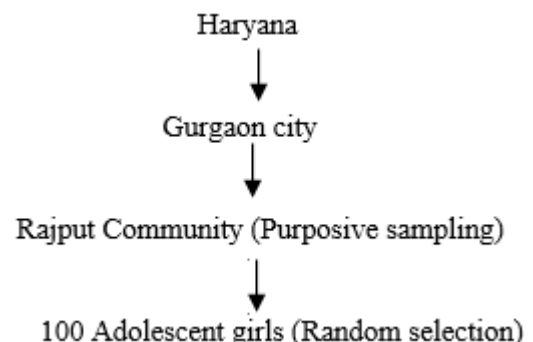 Haryana
Gurgaon city
Rajput Community (Purposive sampling)
100 Adolescent girls (Random selection)